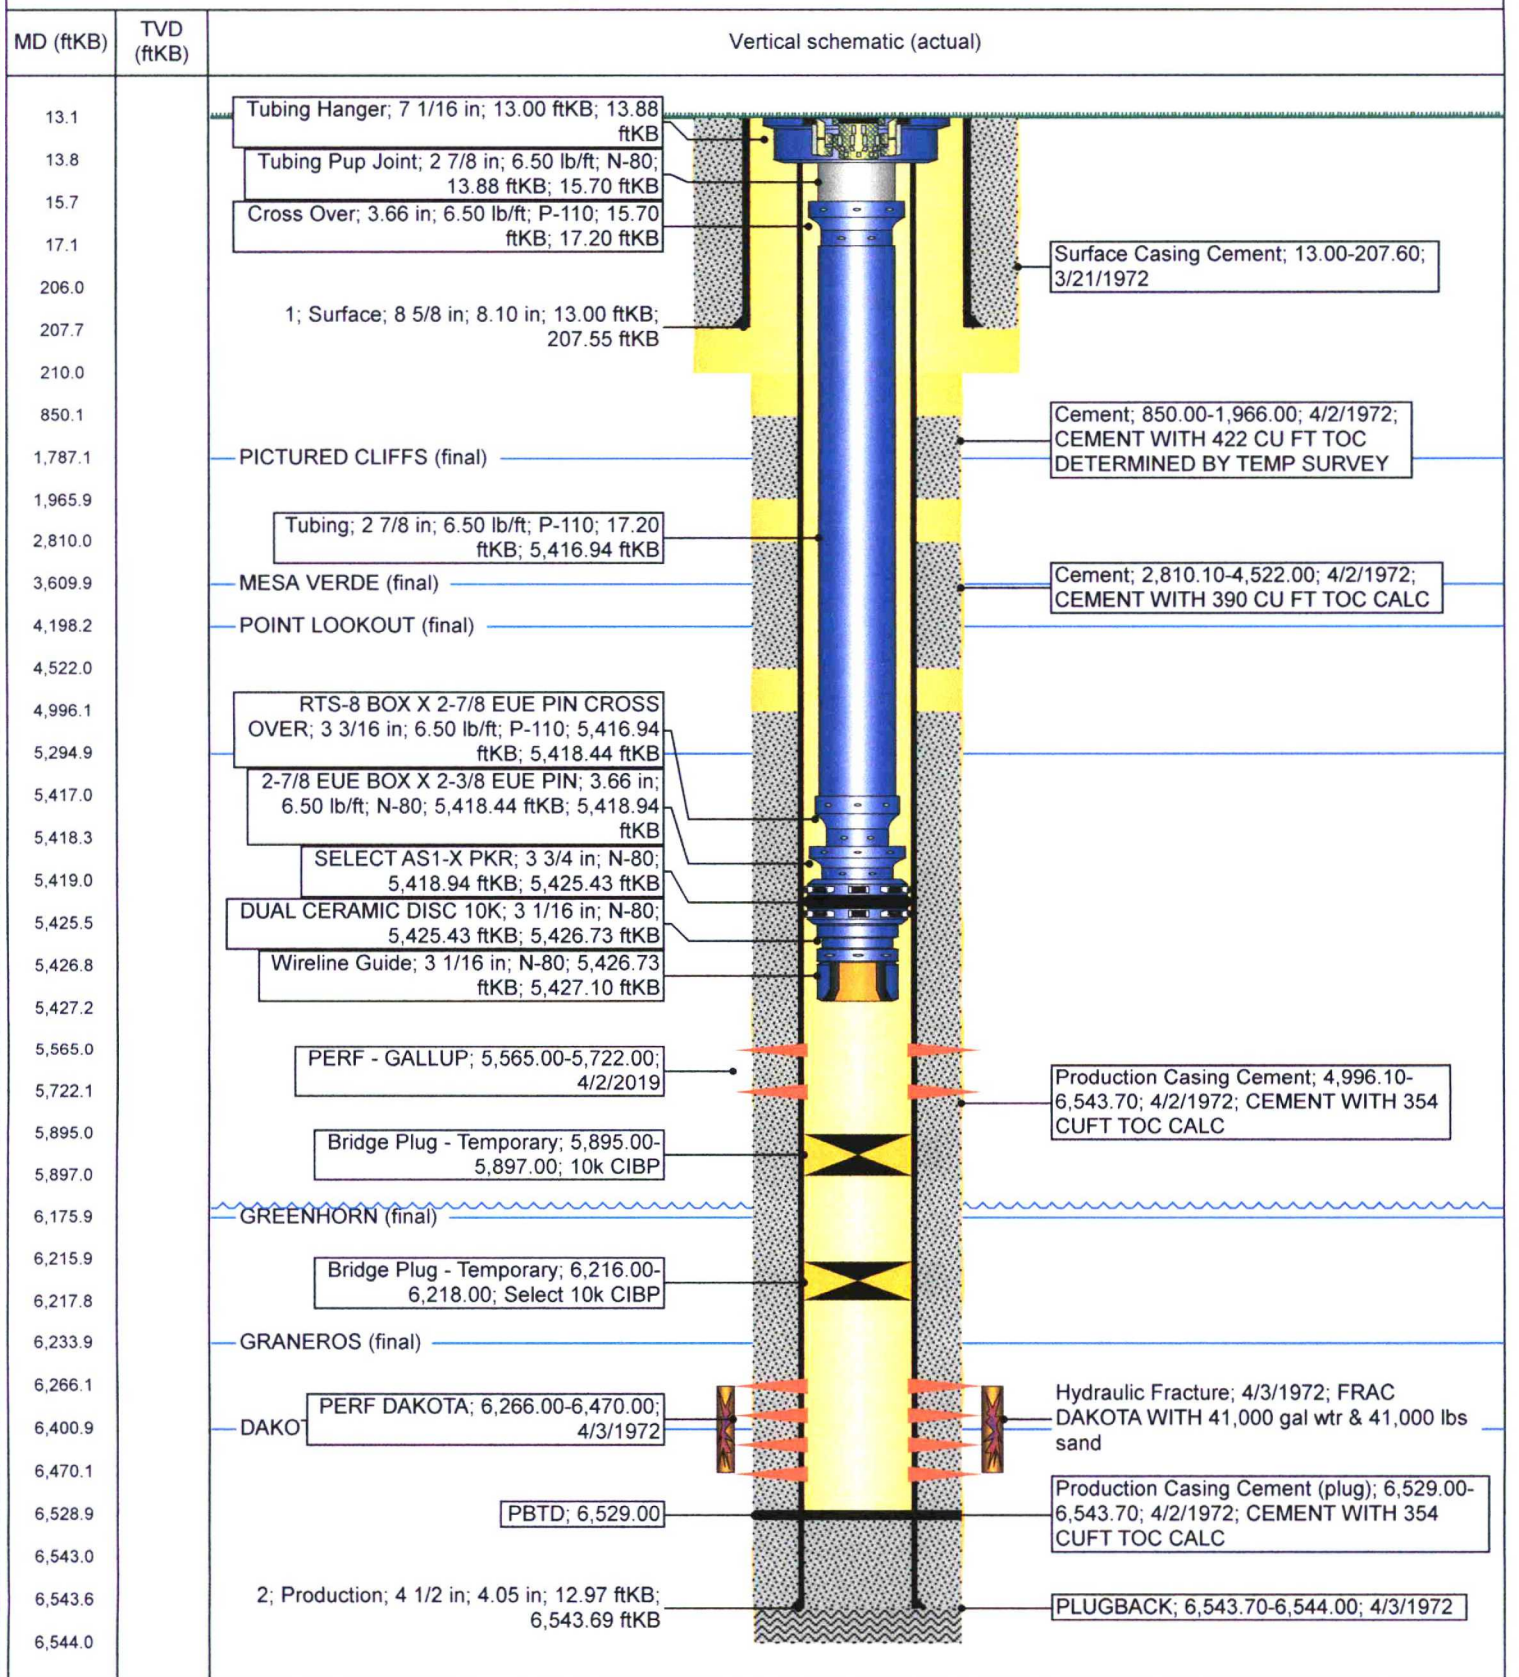 MD (ftKB)
TVD
(ftKB)
Vertical schematic (actual)
13.1
13.8
15.7
17.1
206.0
207.7
210.0
850.1
1,787.1
1,965.9
2,810.0
3,609.9
4,198.2
4,522.0
4,996.1
5,294.9
5,417.0
5,418.3
5,419.0
5,425.5
5,426.8
5,427.2
5,565.0
5,722.1
5,895.0
5,897.0
6,175.9
6,215.9
6,217.8
6,233.9
6,266.1
6,400.9
6,470.1
6,528.9
6,543.0
6,543.6
6,544.0
Tubing Hanger; 7 1/16 in; 13.00 ftKB; 13.88
ftKB
Tubing Pup Joint; 2 7/8 in; 6.50 lb/ft; N-80;
13.88 ftKB; 15.70 ftKB
Cross Over; 3.66 in; 6.50 lb/ft; P-110; 15.70
ftKB; 17.20 ftKB
1; Surface; 8 5/8 in; 8.10 in; 13.00 ftKB;
207.55 ftKB
PICTURED CLIFFS (final)
Tubing; 2 7/8 in; 6.50 lb/ft; P-110; 17.20
ftKB; 5,416.94 ftKB
MESA VERDE (final)
POINT LOOKOUT (final)
RTS-8 BOX X 2-7/8 EUE PIN CROSS
OVER; 3 3/16 in; 6.50 lb/ft; P-110; 5,416.94
ftKB; 5,418.44 ftKB
2-7/8 EUE BOX X 2-3/8 EUE PIN; 3.66 in;
6.50 lb/ft; N-80; 5,418.44 ftKB; 5,418.94
ftKB
SELECT AS1-X PKR; 3 3/4 in; N-80;
5,418.94 ftKB; 5,425.43 ftKB
DUAL CERAMIC DISC 10K; 3 1/16 in; N-80;
5,425.43 ftKB; 5,426.73 ftKB
Wireline Guide; 3 1/16 in; N-80; 5,426.73
ftKB; 5,427.10 ftKB
PERF - GALLUP; 5,565.00-5,722.00;
4/2/2019
Bridge Plug - Temporary; 5,895.00-
5,897.00; 10k CIBP
GREENHORN (final)
Bridge Plug - Temporary; 6,216.00-
6,218.00; Select 10k CIBP
GRANEROS (final)
PERF DAKOTA; 6,266.00-6,470.00;
4/3/1972
DAKOT
PBTD; 6,529.00
2; Production; 4 1/2 in; 4.05 in; 12.97 ftKB;
6,543.69 ftKB
Surface Casing Cement; 13.00-207.60;
3/21/1972
Cement; 850.00-1,966.00; 4/2/1972;
CEMENT WITH 422 CU FT TOC
DETERMINED BY TEMP SURVEY
Cement; 2,810.10-4,522.00; 4/2/1972;
CEMENT WITH 390 CU FT TOC CALC
Production Casing Cement; 4,996.10-
6,543.70; 4/2/1972; CEMENT WITH 354
CUFT TOC CALC
Hydraulic Fracture; 4/3/1972; FRAC
DAKOTA WITH 41,000 gal wtr & 41,000 lbs
sand
Production Casing Cement (plug); 6,529.00-
6,543.70; 4/2/1972; CEMENT WITH 354
CUFT TOC CALC
PLUGBACK; 6,543.70-6,544.00; 4/3/1972